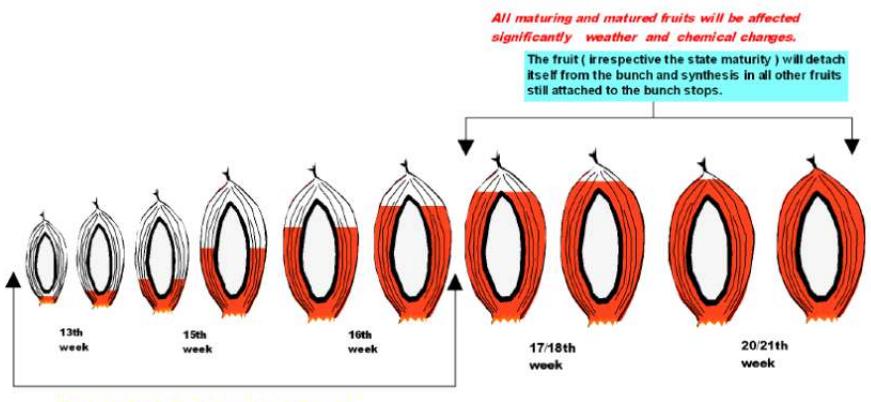 All maturing and matured fruits will be affected
significantly weather and chemical changes.
The fruit ( irrespective the state maturity ) will detach
itself from the bunch and synthesis in all other fruits
still attached to the bunch stops.
13th
week
15th
week
16th
week
17/18th
week
20/21th
week